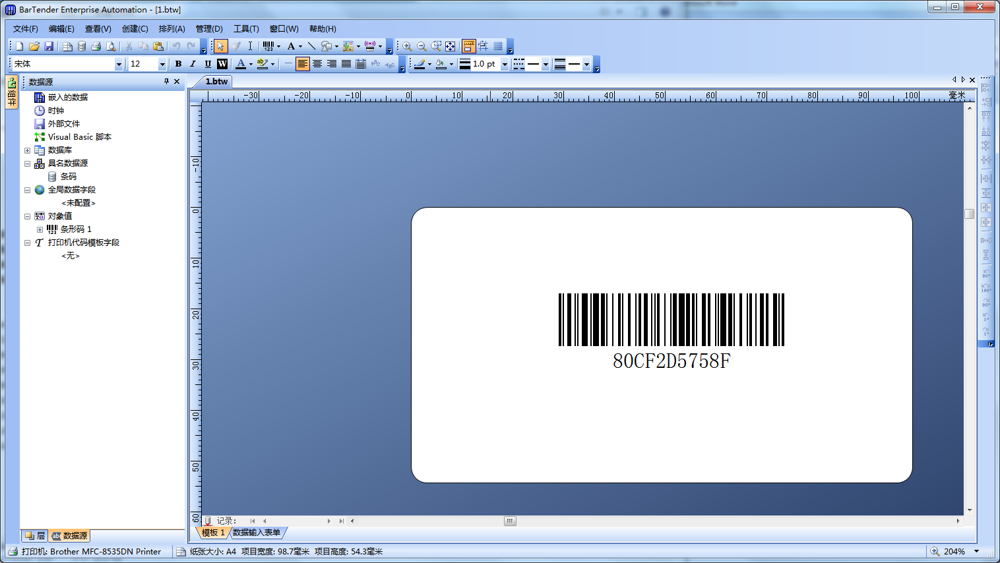 BarTender Enterprise Automation - [1.btw]
文件(F) 编辑(E) 查看(V) 创建(C) 排列(A) 管理(D) 工具(T) 窗口(W) 帮助(H)
宋体 12 B I U W A ab 1.0 pt
组件
数据源
嵌入的数据
时钟
外部文件
Visual Basic 脚本
数据库
具名数据源
条码
全局数据字段
<未配置>
对象值
条形码 1
打印机代码模板字段
<无>
层 数据源
1.btw
-30 -20 -10 0 10 20 30 40 50 60 70 80 90 100 毫米
-10
0
10
20
30
40
50
60
80CF2D5758F
90°
180°
90°
1°
1°
记录:
模板 1 数据输入表单
打印机: Brother MFC-8535DN Printer 纸张大小: A4 项目宽度: 98.7毫米 项目高度: 54.3毫米 204%